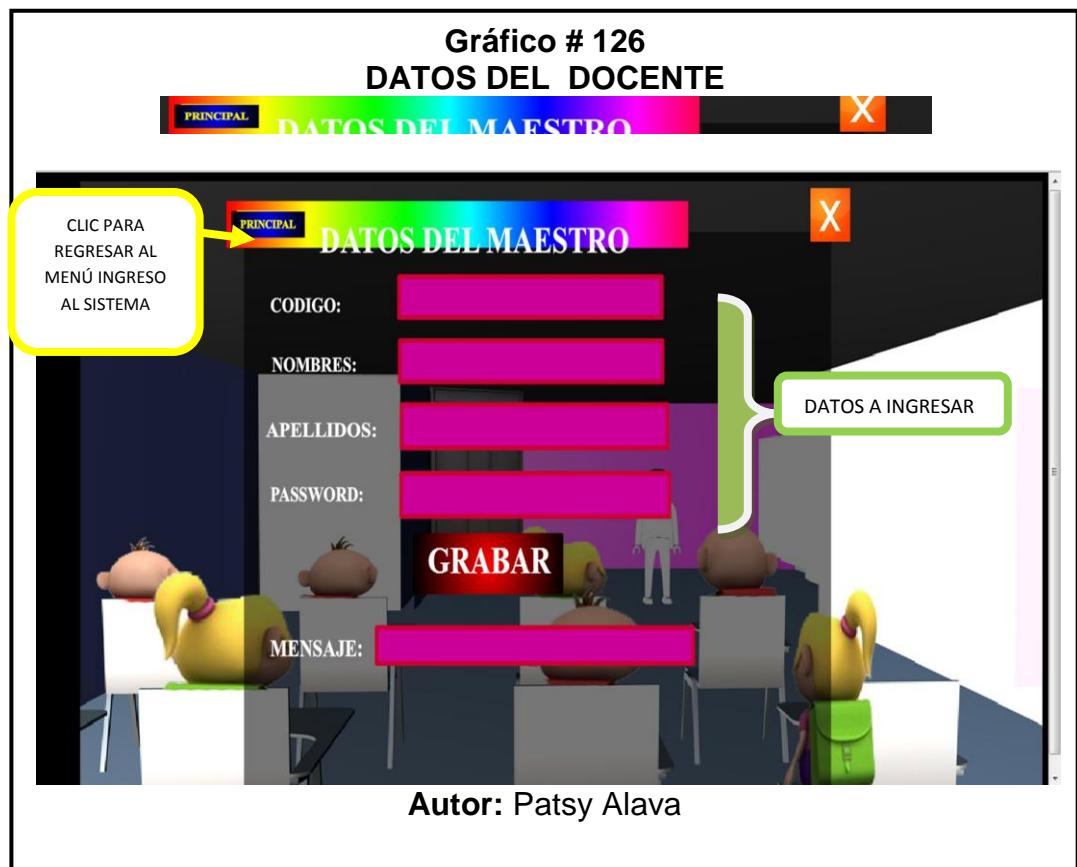 Gráfico # 126
DATOS DEL DOCENTE
PRINCIPAL
DATOS DEL MAESTRO
X
CLIC PARA
REGRESAR AL
MENÚ INGRESO
AL SISTEMA
PRINCIPAL
DATOS DEL MAESTRO
X
CODIGO:
NOMBRES:
APELLIDOS:
PASSWORD:
DATOS A INGRESAR
GRABAR
MENSAJE:
Autor: Patsy Alava